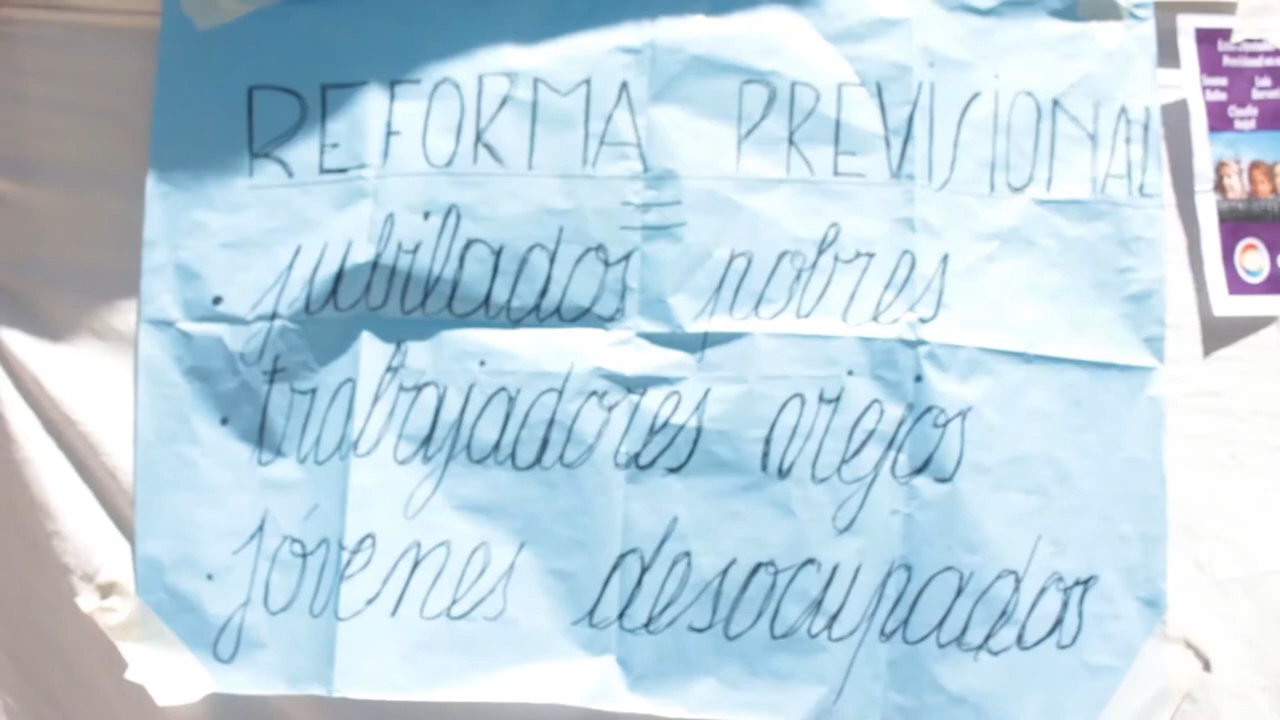 REFORMA PREVISIONAL
=
· jubilados pobres
· trabajadores viejos
· jóvenes desocupados